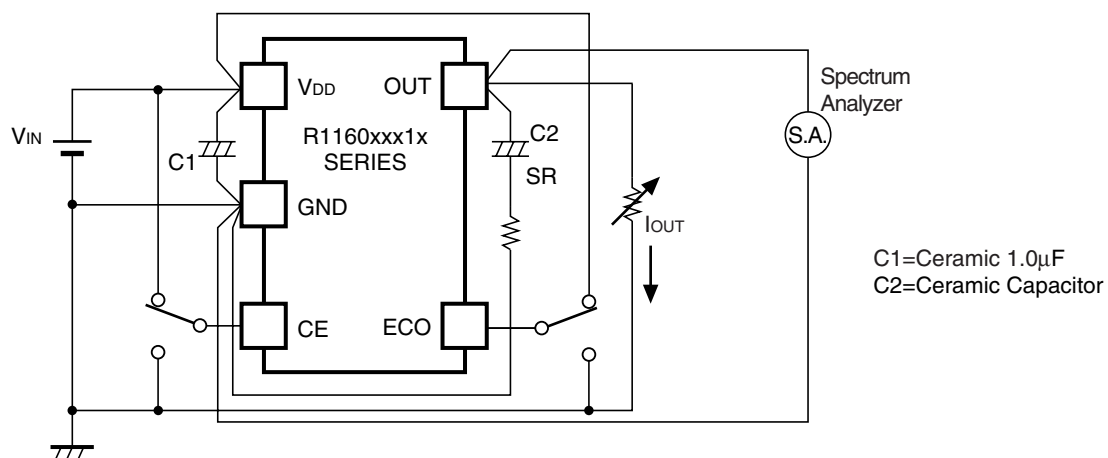 VDD
OUT
Spectrum
Analyzer
S.A.
VIN
C1
R1160xxx1x
SERIES
C2
SR
GND
IOUT
C1=Ceramic 1.0μF
C2=Ceramic Capacitor
CE
ECO